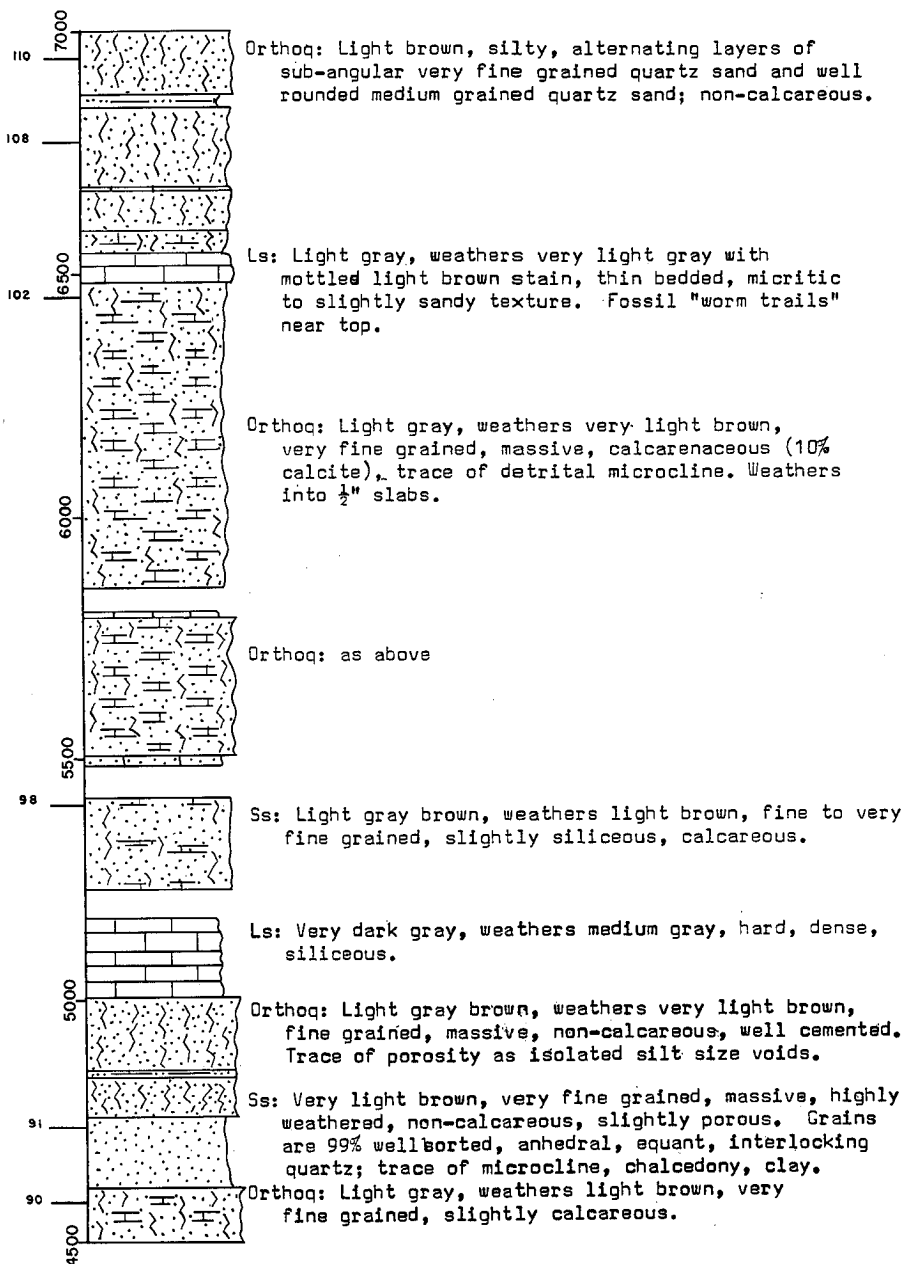 7000
110
Orthoq: Light brown, silty, alternating layers of
sub-angular very fine grained quartz sand and well
rounded medium grained quartz sand; non-calcareous.
108
Ls: Light gray, weathers very light gray with
mottled light brown stain, thin bedded, micritic
to slightly sandy texture. Fossil "worm trails"
near top.
6500
102
Orthoq: Light gray, weathers very light brown,
very fine grained, massive, calcarenaceous (10%
calcite), trace of detrital microcline. Weathers
into ½" slabs.
6000
Orthoq: as above
5500
98
Ss: Light gray brown, weathers light brown, fine to very
fine grained, slightly siliceous, calcareous.
Ls: Very dark gray, weathers medium gray, hard, dense,
siliceous.
5000
Orthoq: Light gray brown, weathers very light brown,
fine grained, massive, non-calcareous, well cemented.
Trace of porosity as isolated silt size voids.
Ss: Very light brown, very fine grained, massive, highly
weathered, non-calcareous, slightly porous. Grains
91
are 99% well sorted, anhedral, equant, interlocking
quartz; trace of microcline, chalcedony, clay.
Orthoq: Light gray, weathers light brown, very
fine grained, slightly calcareous.
90
4500